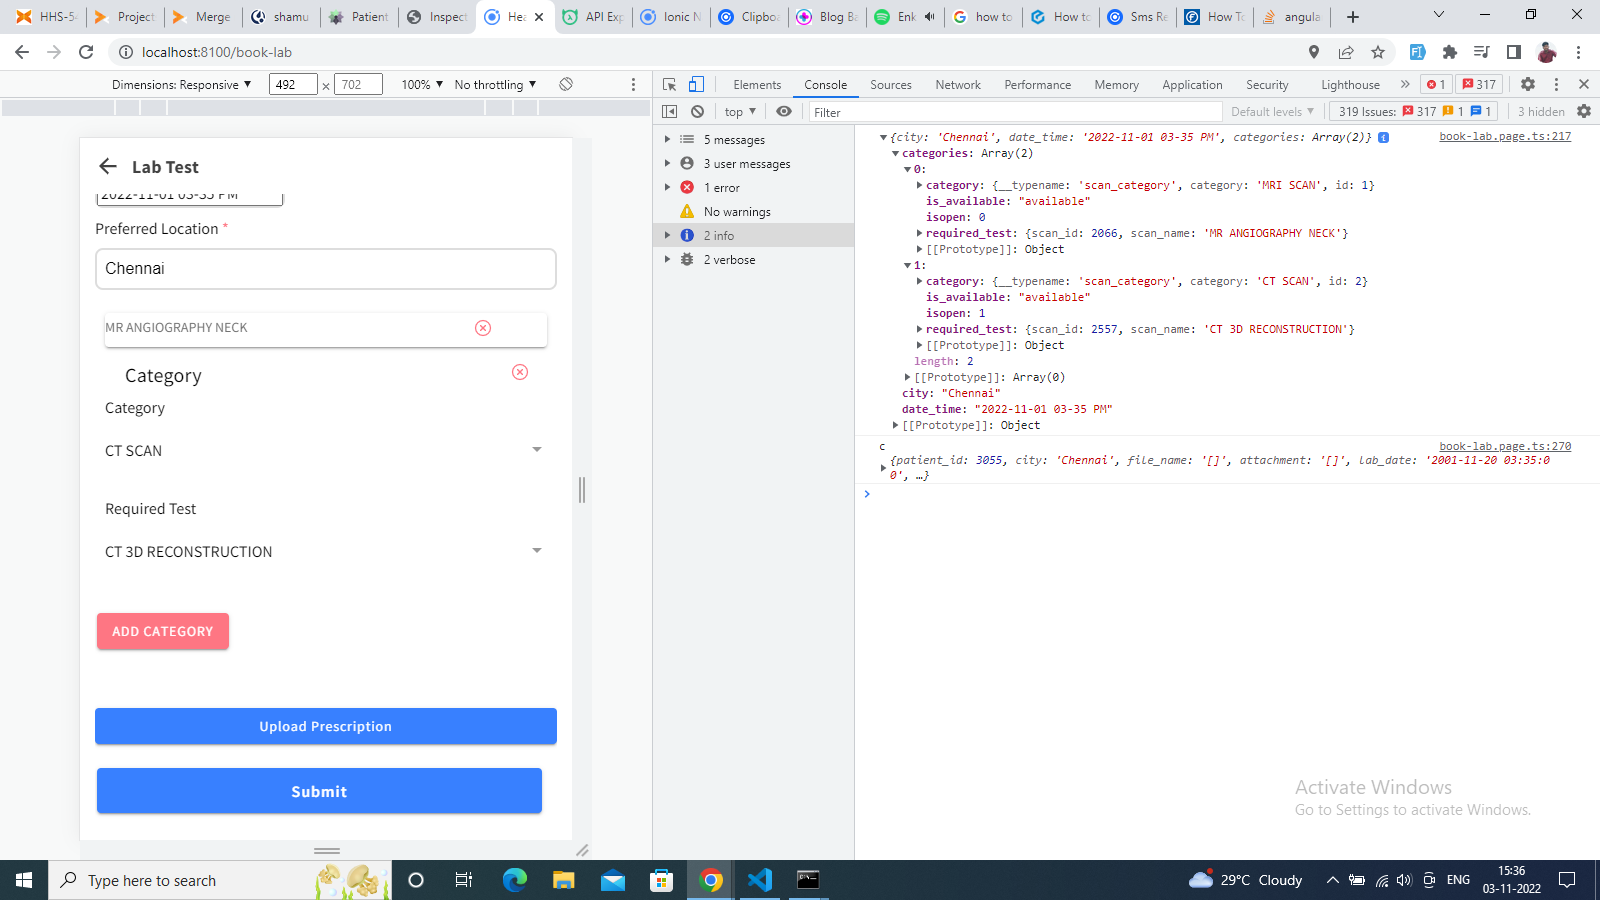 HHS-54
Project
Merge
shamu
Patient
Inspect
Hea
API Exp
Ionic N
Clipboa
Blog Ba
Enk
how to
How to
Sms Re
How To
angula
localhost:8100/book-lab
Dimensions: Responsive ▼ 492 × 702 100% ▼ No throttling ▼
Elements Console Sources Network Performance Memory Application Security Lighthouse » 1 317
top ▼ Filter Default levels ▼ 319 Issues: 317 1 1 3 hidden
Lab Test
2022-11-01 03-35 PM
Preferred Location *
Chennai
MR ANGIOGRAPHY NECK
Category
Category
CT SCAN
Required Test
CT 3D RECONSTRUCTION
ADD CATEGORY
Upload Prescription
Submit
5 messages
3 user messages
1 error
No warnings
2 info
2 verbose
{city: 'Chennai', date_time: '2022-11-01 03-35 PM', categories: Array(2)} book-lab.page.ts:217
categories: Array(2)
0:
category: {__typename: 'scan_category', category: 'MRI SCAN', id: 1}
is_available: "available"
isopen: 0
required_test: {scan_id: 2066, scan_name: 'MR ANGIOGRAPHY NECK'}
[[Prototype]]: Object
1:
category: {__typename: 'scan_category', category: 'CT SCAN', id: 2}
is_available: "available"
isopen: 1
required_test: {scan_id: 2557, scan_name: 'CT 3D RECONSTRUCTION'}
[[Prototype]]: Object
length: 2
[[Prototype]]: Array(0)
city: "Chennai"
date_time: "2022-11-01 03-35 PM"
[[Prototype]]: Object
c book-lab.page.ts:270
{patient_id: 3055, city: 'Chennai', file_name: '[]', attachment: '[]', lab_date: '2001-11-20 03:35:0
0', …}
Activate Windows
Go to Settings to activate Windows.
Type here to search
29°C Cloudy
ENG
15:36
03-11-2022